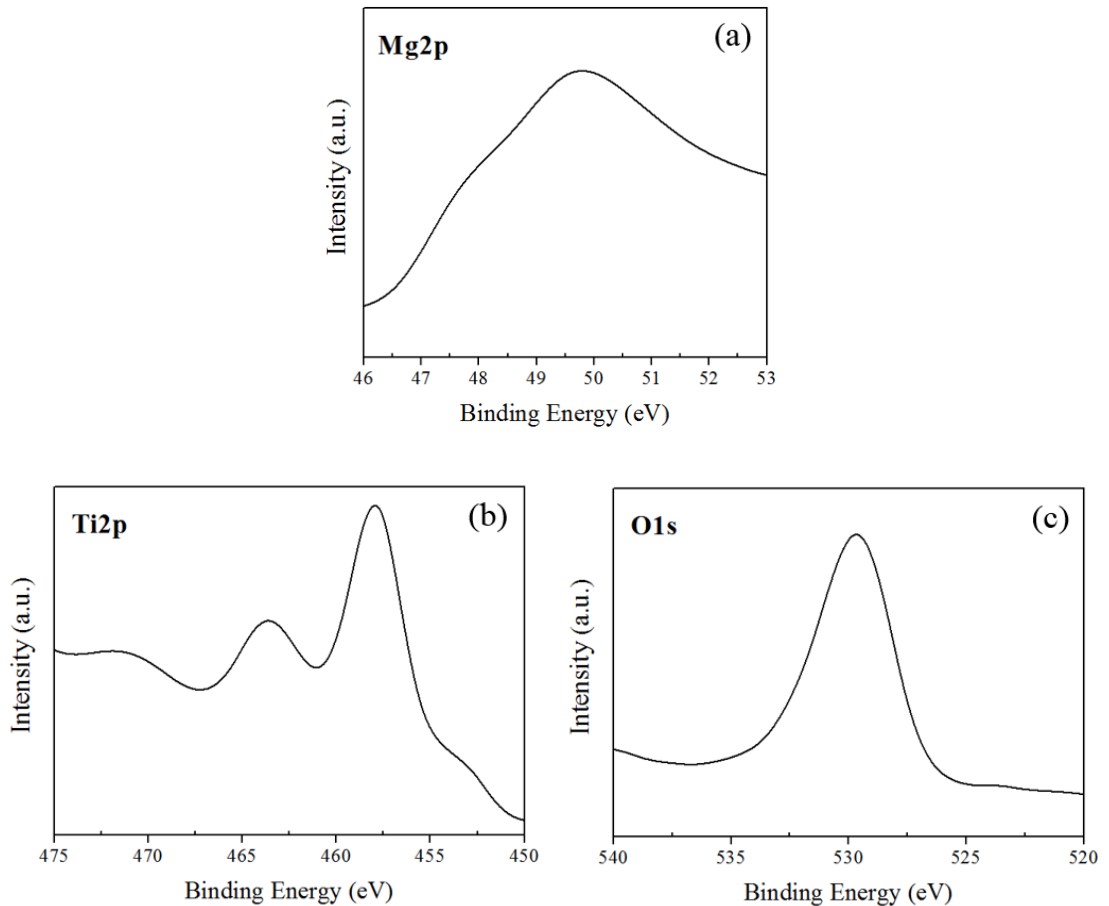 Mg2p
(a)
Intensity (a.u.)
46 47 48 49 50 51 52 53
Binding Energy (eV)
Ti2p
(b)
Intensity (a.u.)
475 470 465 460 455 450
Binding Energy (eV)
O1s
(c)
Intensity (a.u.)
540 535 530 525 520
Binding Energy (eV)